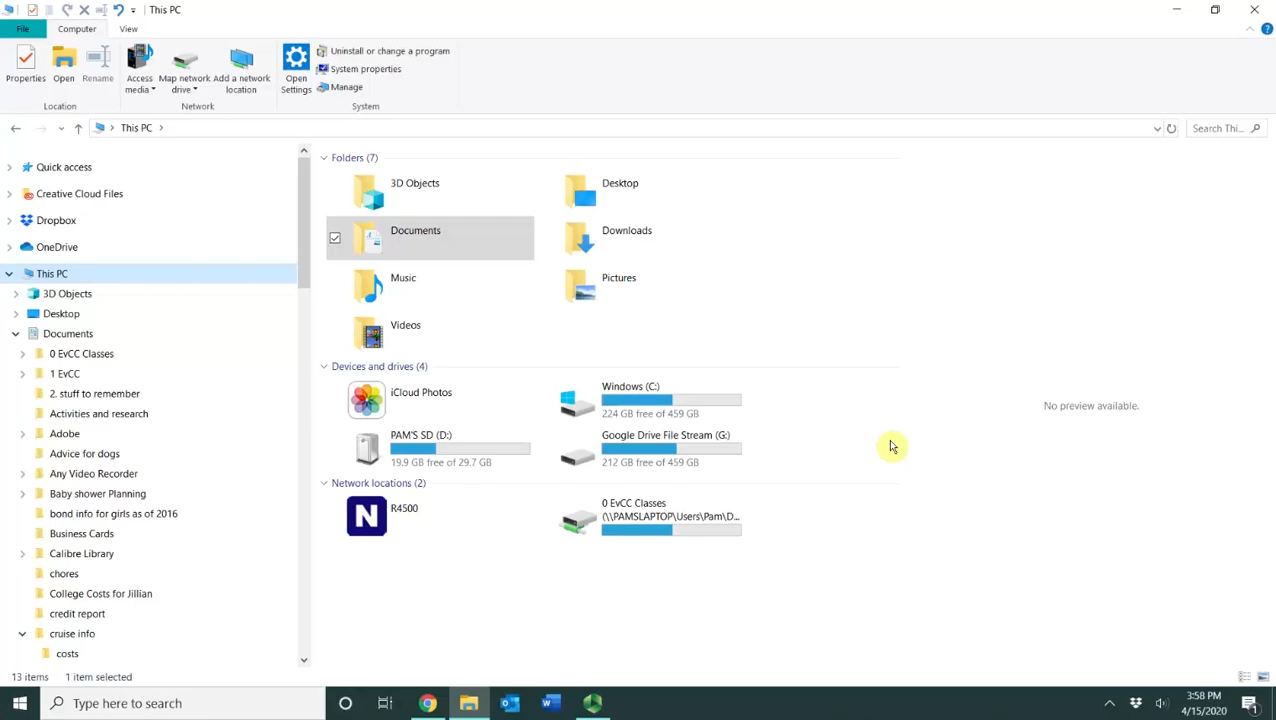 This PC
File Computer View
Properties Open Rename Access media Map network drive Add a network location Open Settings
Uninstall or change a program
System properties
Manage
Location Network System
This PC
Search Thi...
Quick access
Creative Cloud Files
Dropbox
OneDrive
This PC
3D Objects
Desktop
Documents
0 EvCC Classes
1 EvCC
2. stuff to remember
Activities and research
Adobe
Advice for dogs
Any Video Recorder
Baby shower Planning
bond info for girls as of 2016
Business Cards
Calibre Library
chores
College Costs for Jillian
credit report
cruise info
costs
Folders (7)
3D Objects
Desktop
Documents
Downloads
Music
Pictures
Videos
Devices and drives (4)
iCloud Photos
Windows (C:)
224 GB free of 459 GB
PAM'S SD (D:)
19.9 GB free of 29.7 GB
Google Drive File Stream (G:)
212 GB free of 459 GB
Network locations (2)
N
R4500
0 EvCC Classes
(\\PAMSLAPTOP\Users\Pam\D...
No preview available.
13 items 1 item selected
Type here to search
3:58 PM
4/15/2020
1